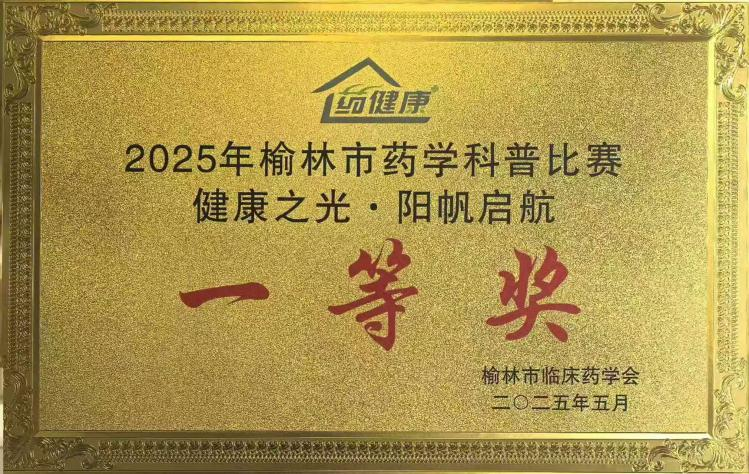 药健康
2025年榆林市药学科普比赛
健康之光·阳帆启航
一等奖
榆林市临床药学会
二〇二五年五月